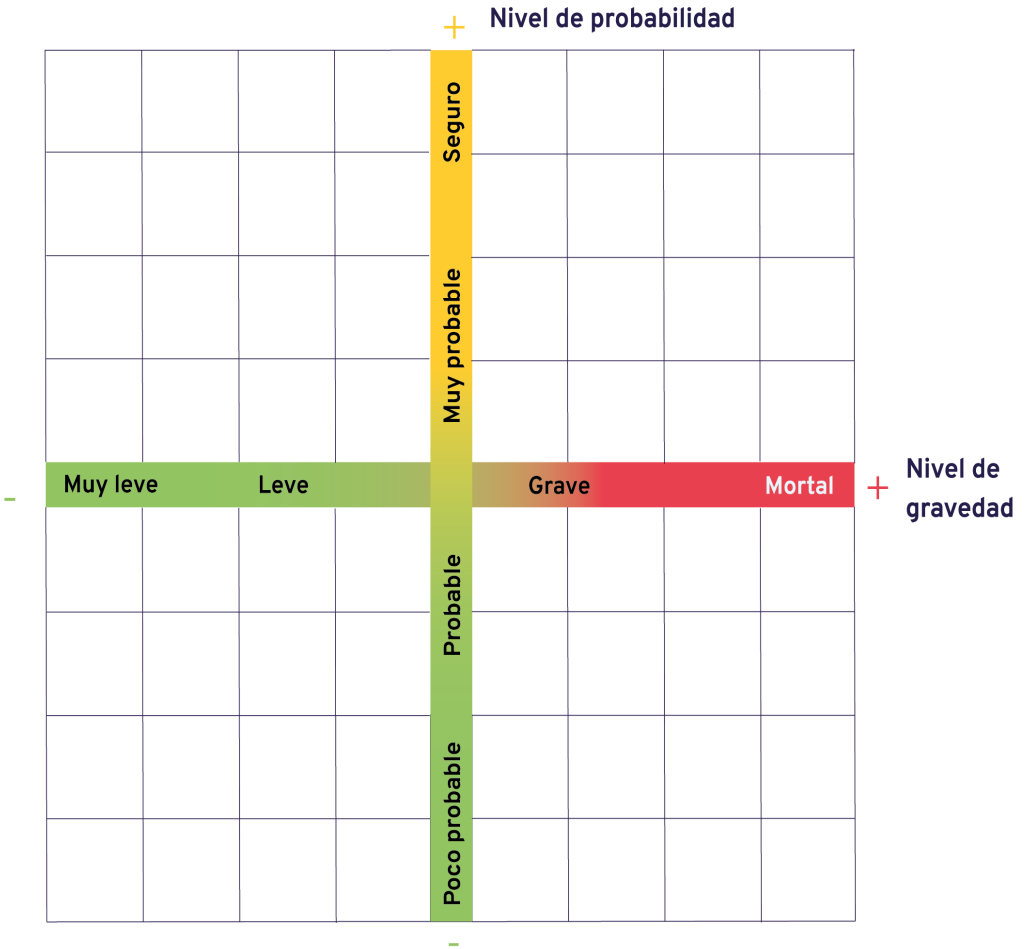 + Nivel de probabilidad
Seguro
Muy probable
- Muy leve Leve Grave Mortal + Nivel de
gravedad
Probable
Poco probable
-